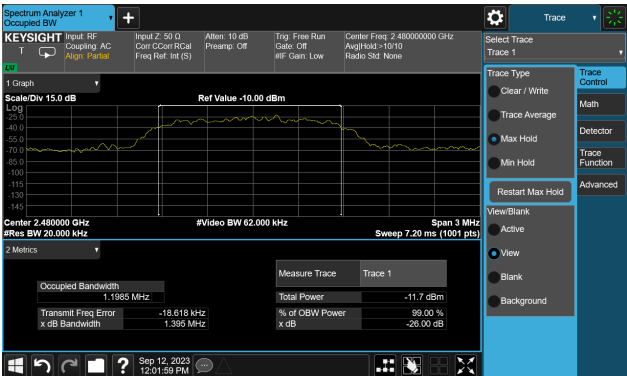 Spectrum Analyzer 1
Occupied BW
Trace
KEYSIGHT
Input: RF
Coupling: AC
Align: Partial
Input Z: 50 Ω
Corr CCorr RCal
Freq Ref: Int (S)
Atten: 10 dB
Preamp: Off
Trig: Free Run
Gate: Off
#IF Gain: Low
Center Freq: 2.480000000 GHz
Avg|Hold:>10/10
Radio Std: None
T
LXI
Select Trace
Trace 1
1 Graph
Scale/Div 15.0 dB
Ref Value -10.00 dBm
Log
-25.0
-40.0
-55.0
-70.0
-85.0
-100
-115
-130
-145
Center 2.480000 GHz
#Video BW 62.000 kHz
Span 3 MHz
#Res BW 20.000 kHz
Sweep 7.20 ms (1001 pts)
2 Metrics
Occupied Bandwidth
1.1985 MHz
Transmit Freq Error
-18.618 kHz
x dB Bandwidth
1.395 MHz
Measure Trace
Trace 1
Total Power
-11.7 dBm
% of OBW Power
99.00 %
x dB
-26.00 dB
Trace Type
Clear / Write
Trace Average
Max Hold
Min Hold
Restart Max Hold
View/Blank
Active
View
Blank
Background
Trace
Control
Math
Detector
Trace
Function
Advanced
Sep 12, 2023
12:01:59 PM